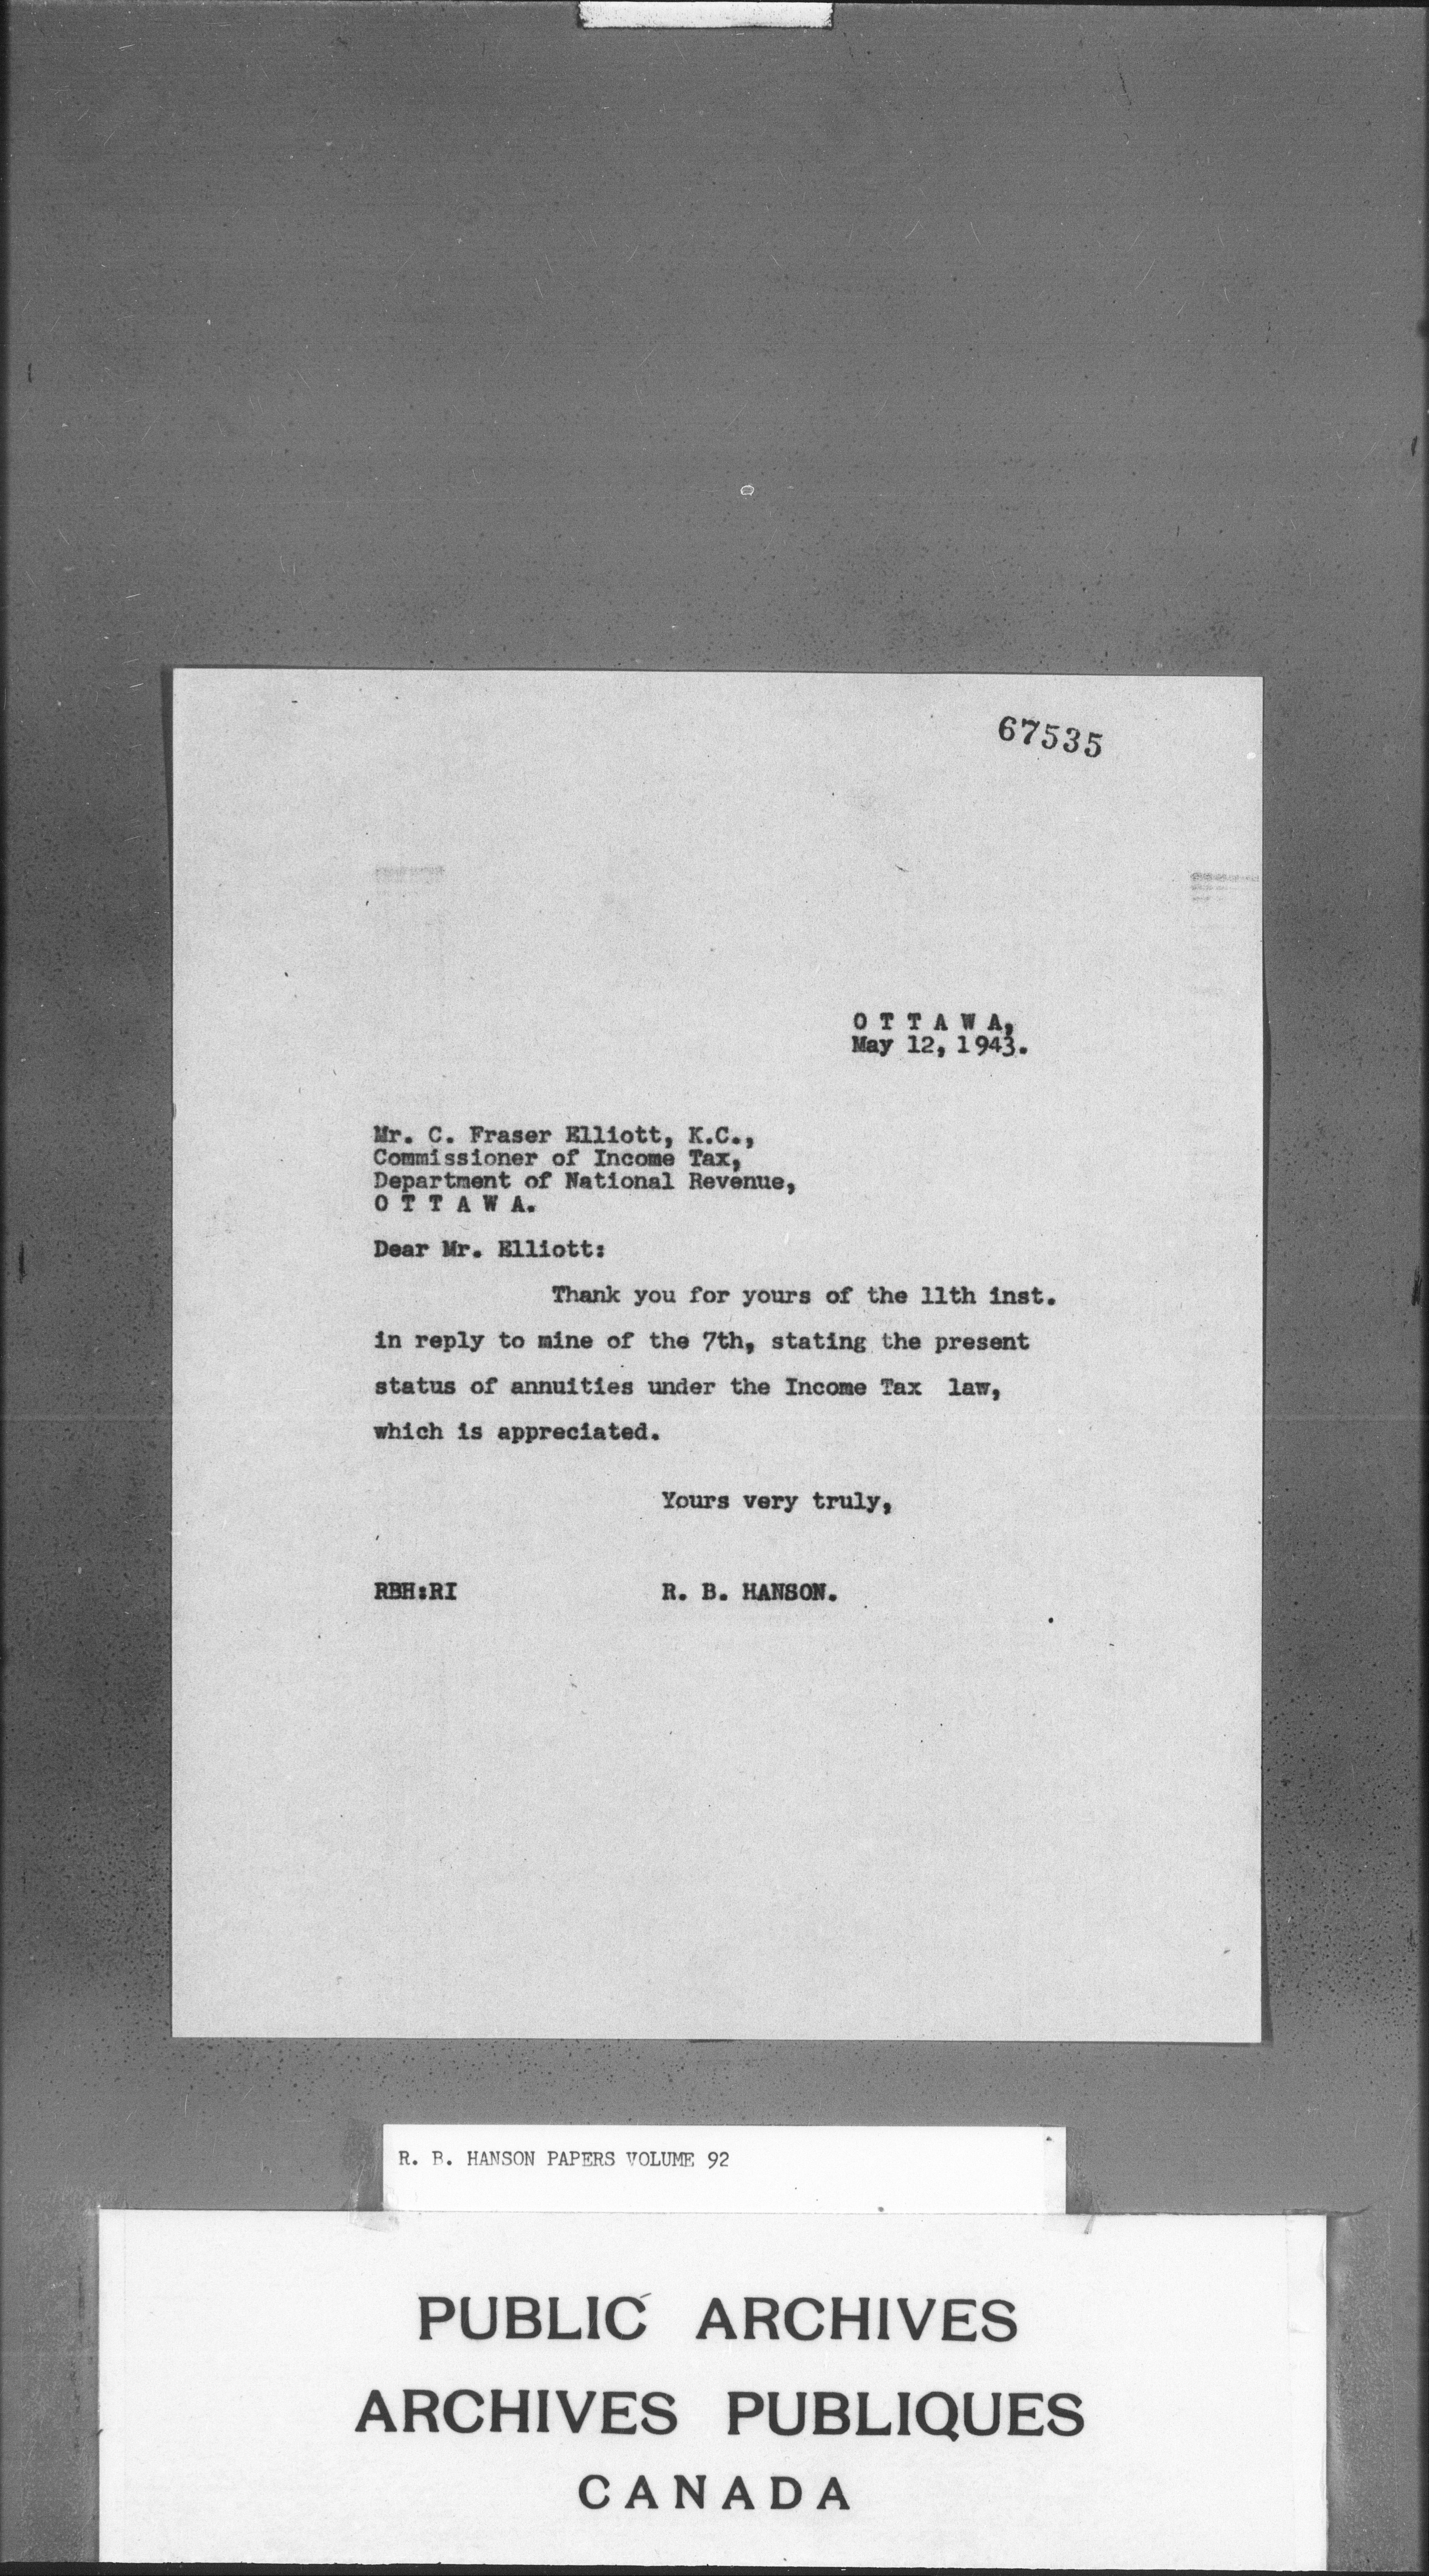 67535
O T T A W A,
May 12, 1943.
Mr. C. Fraser Elliott, K.C.,
Commissioner of Income Tax,
Department of National Revenue,
O T T A W A.
Dear Mr. Elliott:
Thank you for yours of the 11th inst.
in reply to mine of the 7th, stating the present
status of annuities under the Income Tax law,
which is appreciated.
Yours very truly,
RBH:RI R. B. HANSON.
R. B. HANSON PAPERS VOLUME 92
PUBLIC ARCHIVES
ARCHIVES PUBLIQUES
CANADA